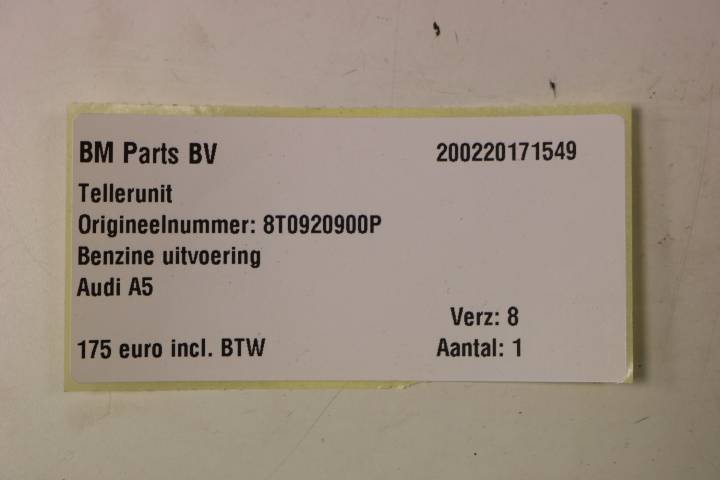 BM Parts BV 200220171549
Tellerunit
Origineelnummer: 8T0920900P
Benzine uitvoering
Audi A5
Verz: 8
175 euro incl. BTW Aantal: 1